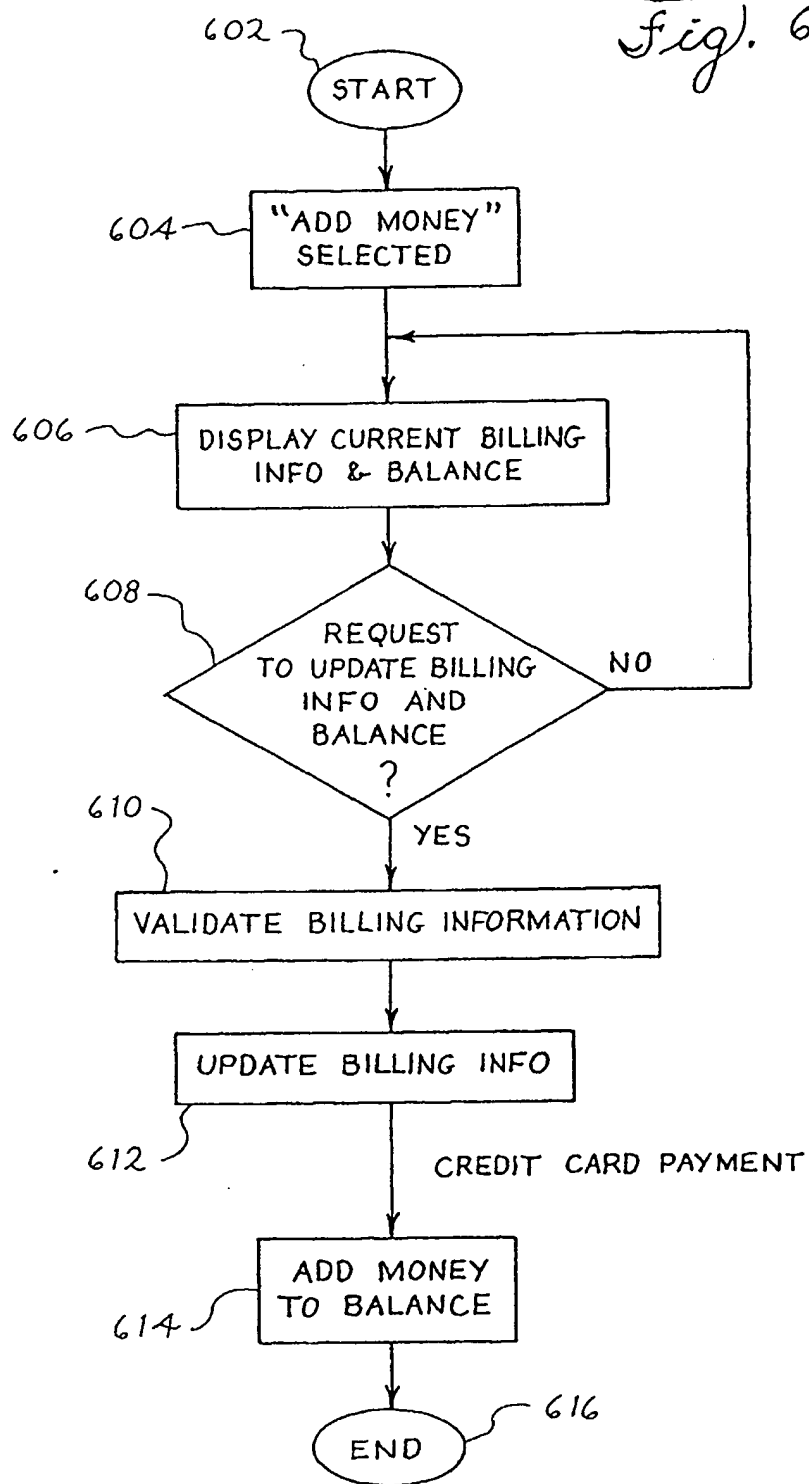 Fig. 6
602
START
604
"ADD MONEY"
SELECTED
606
DISPLAY CURRENT BILLING
INFO & BALANCE
608
REQUEST
TO UPDATE BILLING
INFO AND
BALANCE
?
NO
610
YES
VALIDATE BILLING INFORMATION
UPDATE BILLING INFO
612
CREDIT CARD PAYMENT
ADD MONEY
TO BALANCE
614
616
END